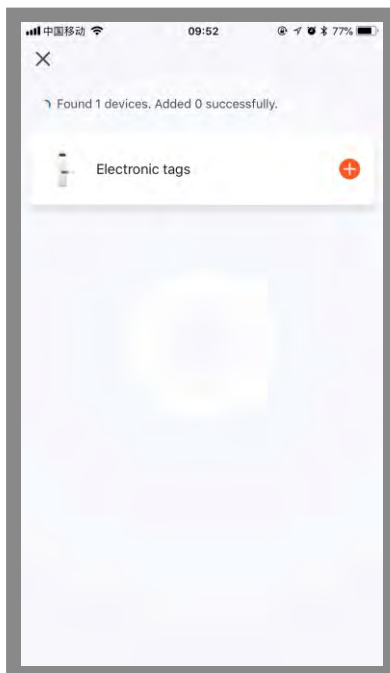 中国移动 09:52 77%
Found 1 devices. Added 0 successfully.
Electronic tags